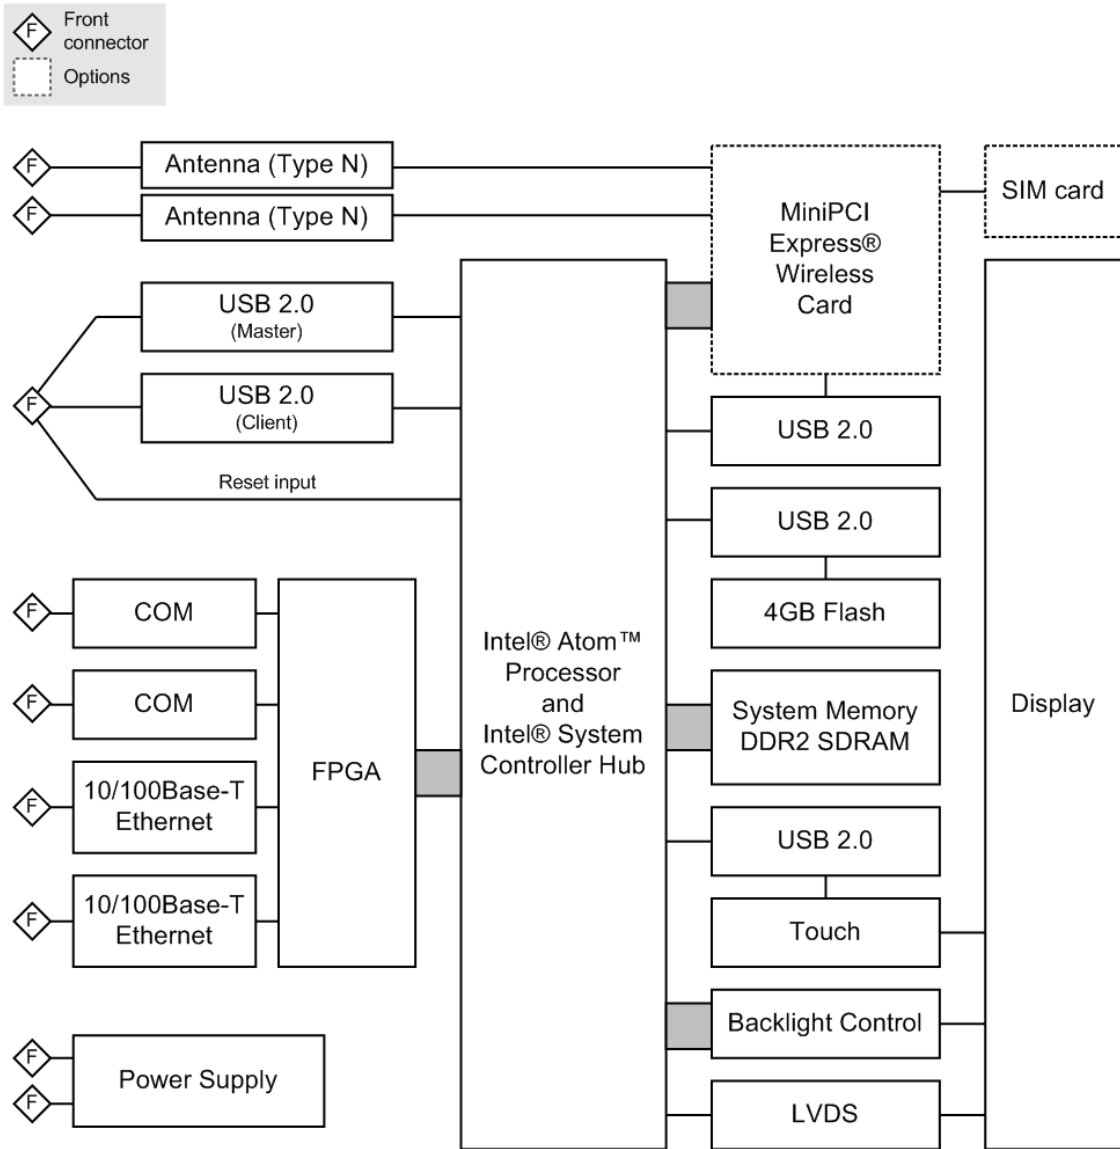 F
Front
connector
Options
F
Antenna (Type N)
F
Antenna (Type N)
MiniPCI
Express®
Wireless
Card
SIM card
F
USB 2.0
(Master)
USB 2.0
(Client)
Reset input
USB 2.0
USB 2.0
4GB Flash
F
COM
F
COM
F
10/100Base-T
Ethernet
F
10/100Base-T
Ethernet
FPGA
Intel® Atom™
Processor
and
Intel® System
Controller Hub
System Memory
DDR2 SDRAM
Display
USB 2.0
Touch
Backlight Control
LVDS
F
F
Power Supply